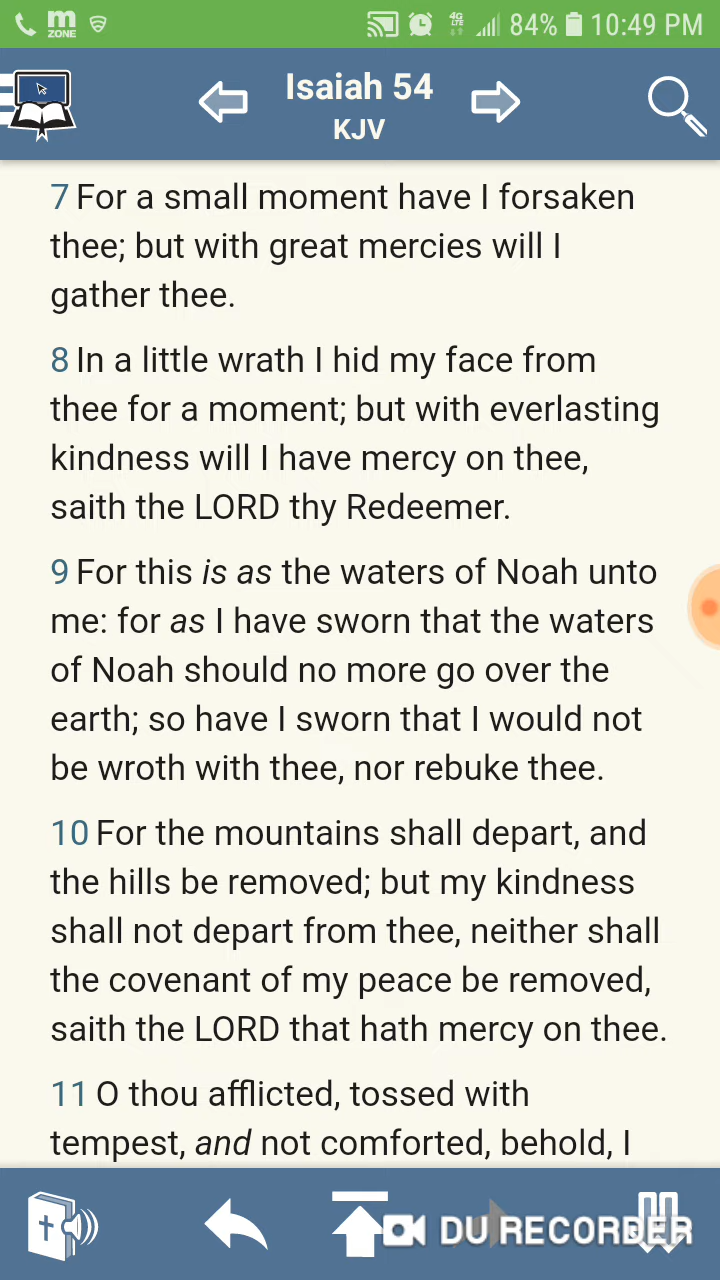 m
ZONE
4G
LTE
84%
10:49 PM
Isaiah 54
KJV
7 For a small moment have I forsaken
thee; but with great mercies will I
gather thee.
8 In a little wrath I hid my face from
thee for a moment; but with everlasting
kindness will I have mercy on thee,
saith the LORD thy Redeemer.
9 For this is as the waters of Noah unto
me: for as I have sworn that the waters
of Noah should no more go over the
earth; so have I sworn that I would not
be wroth with thee, nor rebuke thee.
10 For the mountains shall depart, and
the hills be removed; but my kindness
shall not depart from thee, neither shall
the covenant of my peace be removed,
saith the LORD that hath mercy on thee.
11 O thou afflicted, tossed with
tempest, and not comforted, behold, I
DU RECORDER